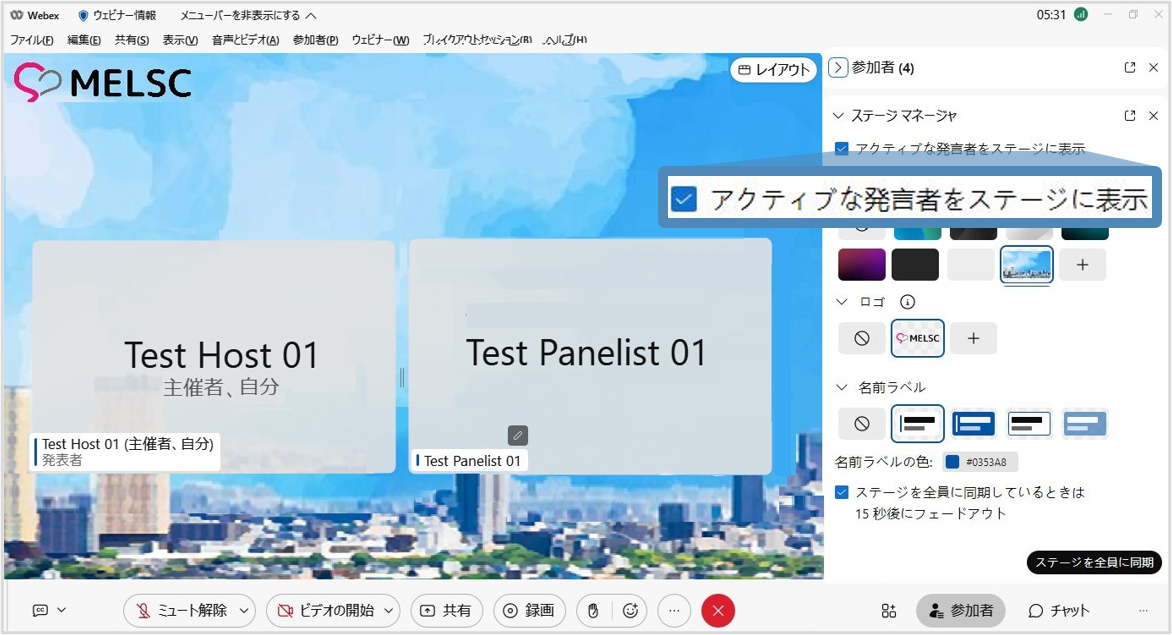 Webex ウェビナー情報 メニューバーを非表示にする 05:31
ファイル(F) 編集(E) 共有(S) 表示(V) 音声とビデオ(A) 参加者(P) ウェビナー(W) ブレイクアウトセッション(B) ヘルプ(H)
MELSC
レイアウト
Test Host 01
主催者、自分
Test Host 01 (主催者、自分)
発表者
Test Panelist 01
Test Panelist 01
参加者 (4)
ステージ マネージャ
アクティブな発言者をステージに表示
アクティブな発言者をステージに表示
ロゴ
MELSC
名前ラベル
名前ラベルの色: #0353A8
ステージを全員に同期しているときは
15 秒後にフェードアウト
ステージを全員に同期
CC ミュート解除 ビデオの開始 共有 録画 参加者 チャット